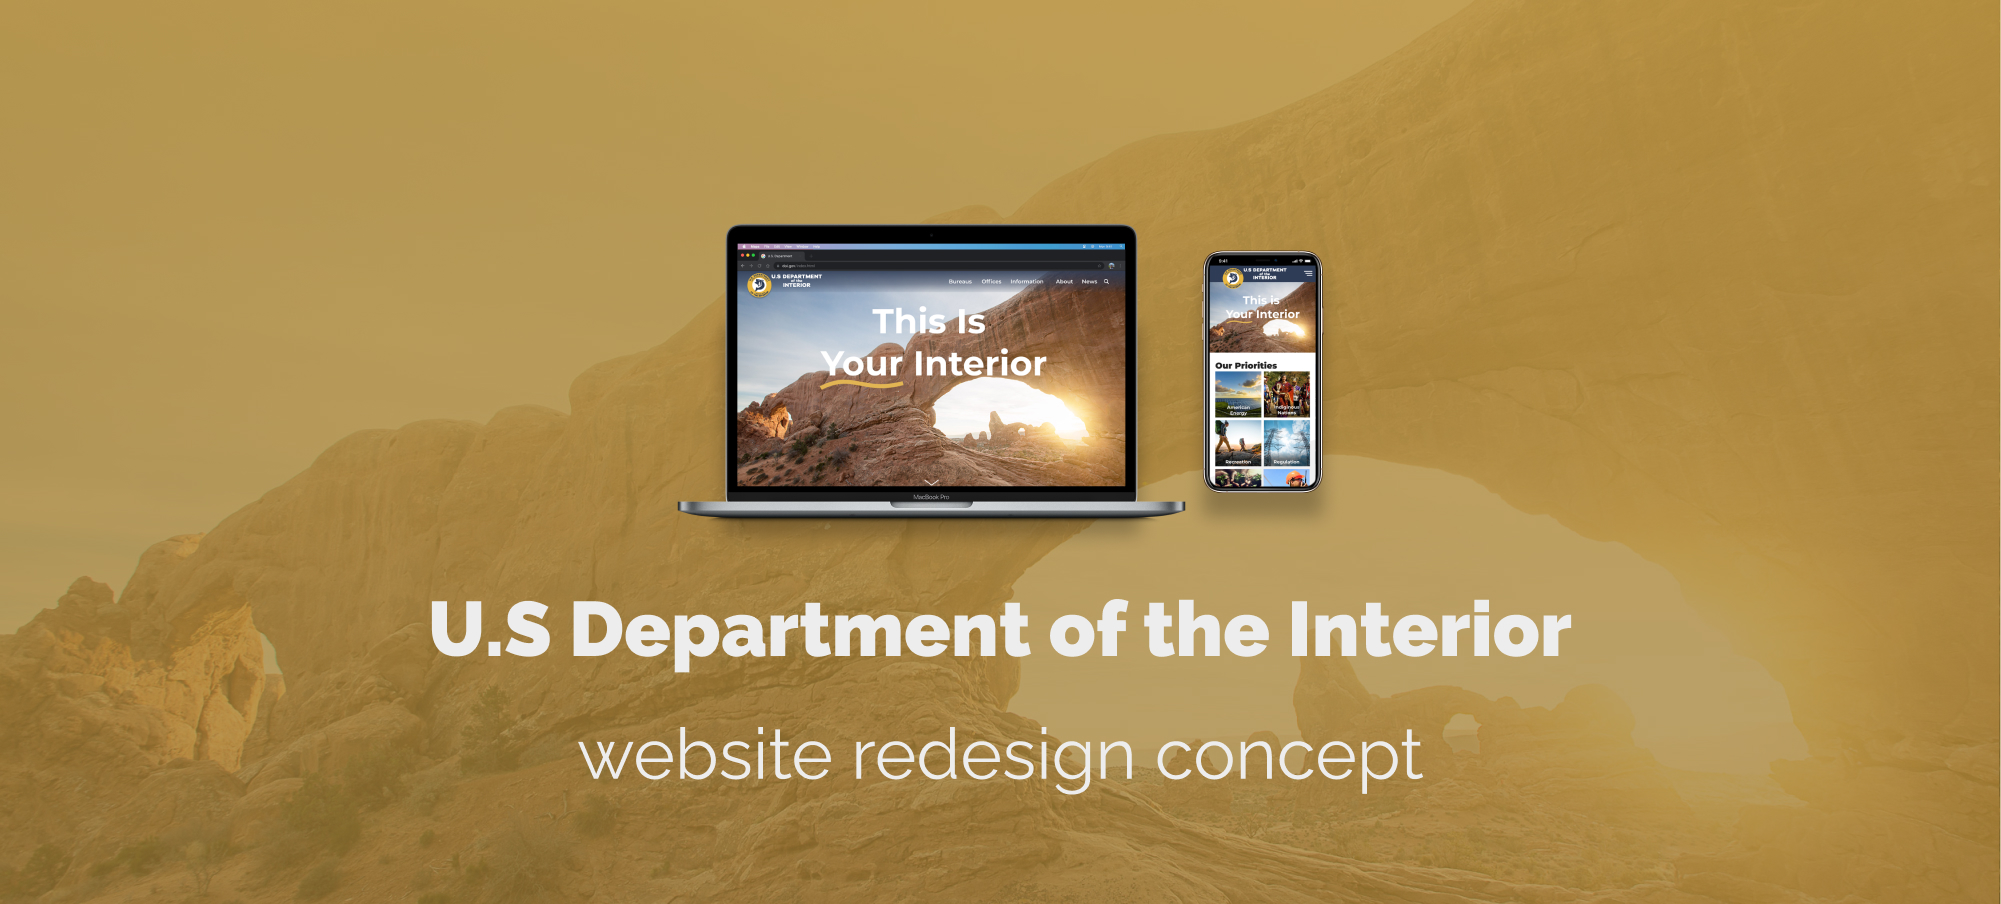 U.S DEPARTMENT
of the
INTERIOR
Bureaus Offices Information About News
This Is
Your Interior
MacBook Pro
9:41
U.S DEPARTMENT
of the
INTERIOR
This is
Your Interior
Our Priorities
American
Energy
Indiginous
Nations
Recreation
Regulation
U.S Department of the Interior
website redesign concept